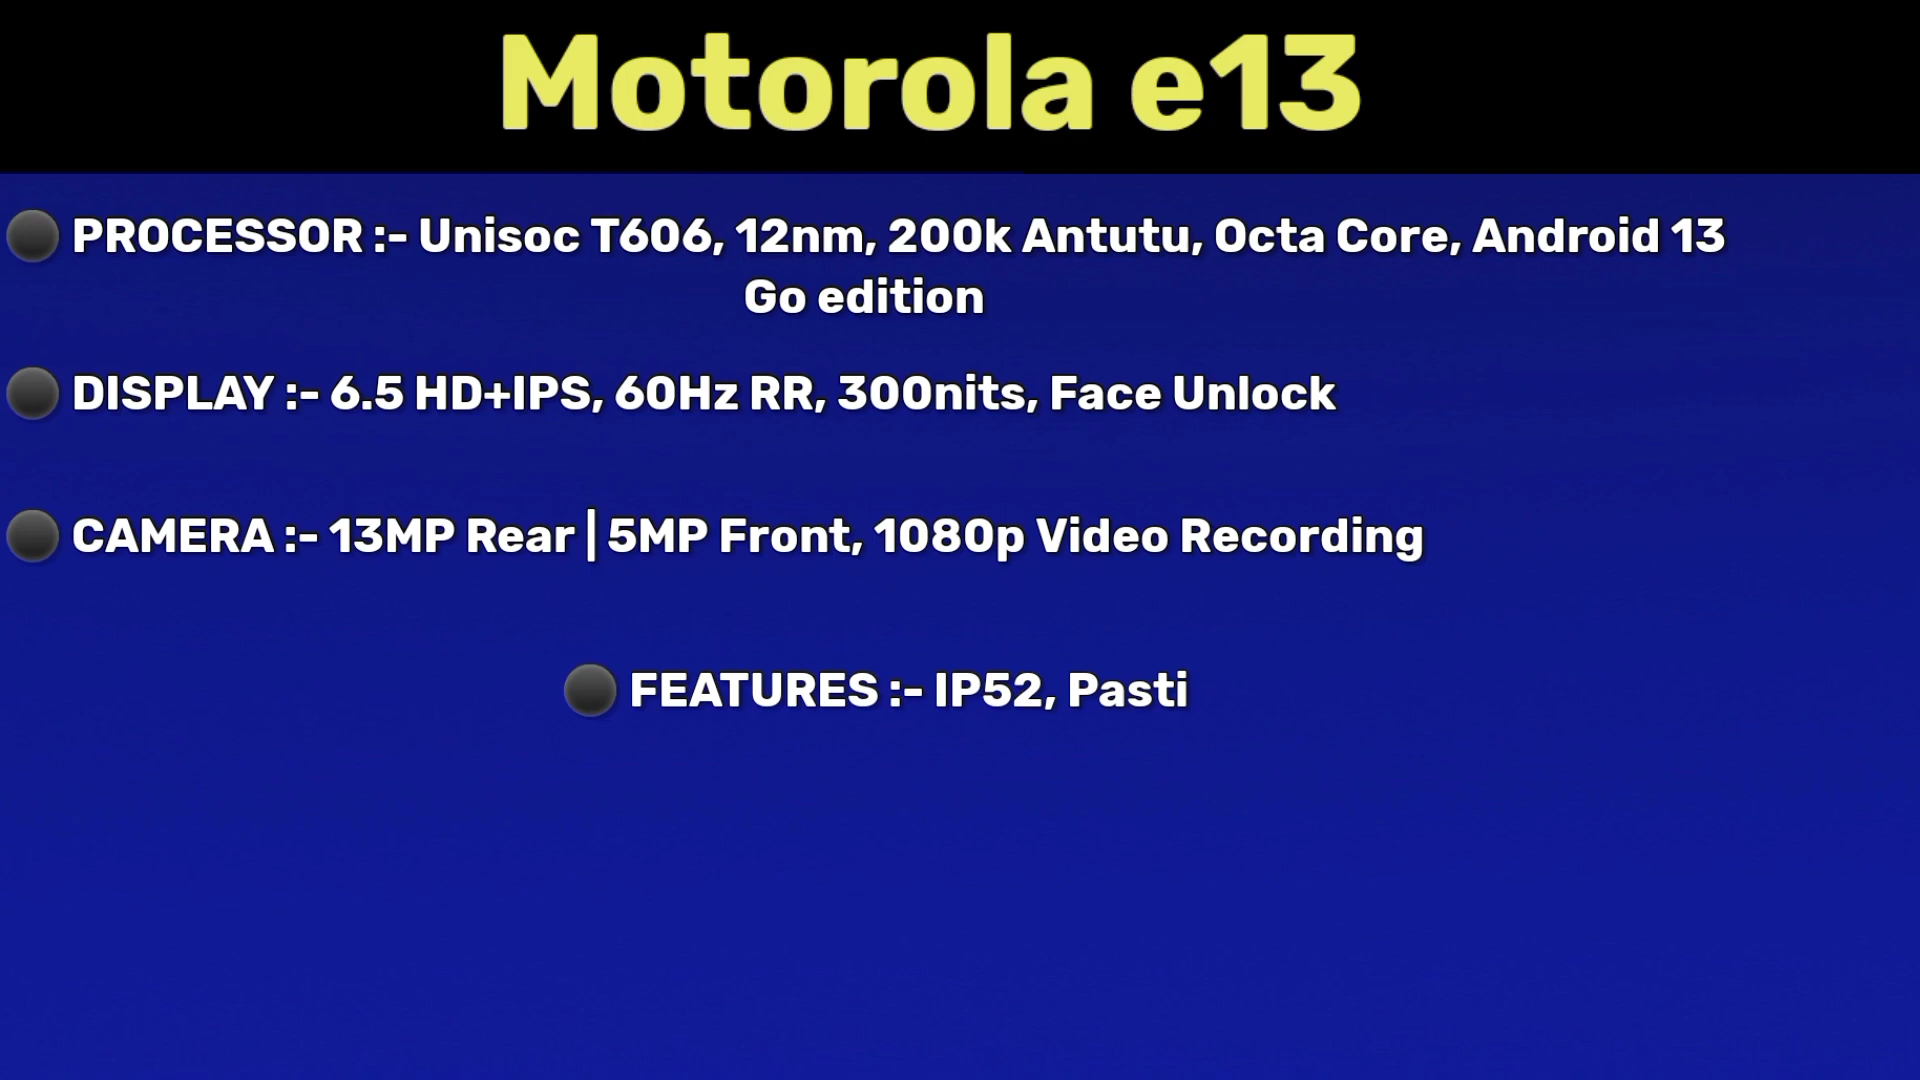 Motorola e13
PROCESSOR :- Unisoc T606, 12nm, 200k Antutu, Octa Core, Android 13
Go edition
DISPLAY :- 6.5 HD+IPS, 60Hz RR, 300nits, Face Unlock
CAMERA :- 13MP Rear | 5MP Front, 1080p Video Recording
FEATURES :- IP52, Pasti